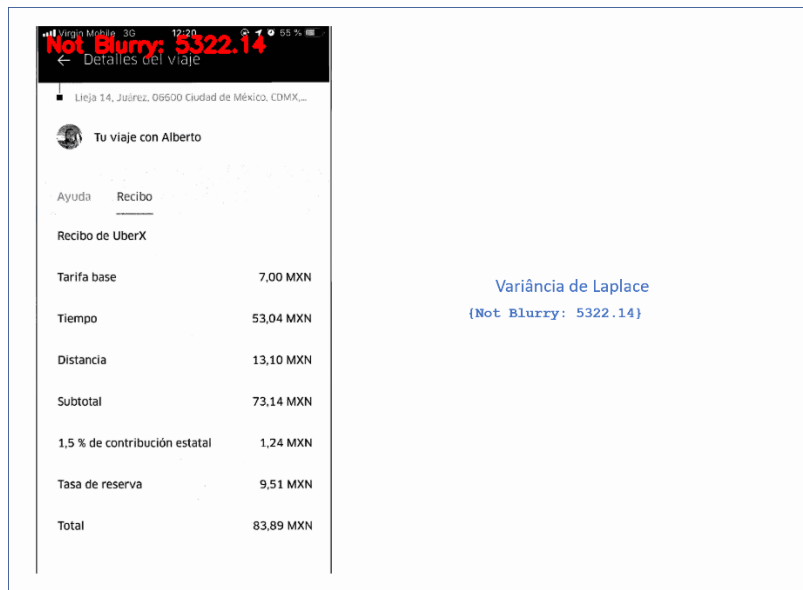 Virgin Mobile 3G 12:20 55 %
Not Blurry: 5322.14
← Detalles del viaje
Lieja 14, Juárez, 06600 Ciudad de México, CDMX,...
Tu viaje con Alberto
Ayuda Recibo
Recibo de UberX
Tarifa base 7,00 MXN
Tiempo 53,04 MXN
Distancia 13,10 MXN
Subtotal 73,14 MXN
1,5 % de contribución estatal 1,24 MXN
Tasa de reserva 9,51 MXN
Total 83,89 MXN
Variância de Laplace
{Not Blurry: 5322.14}